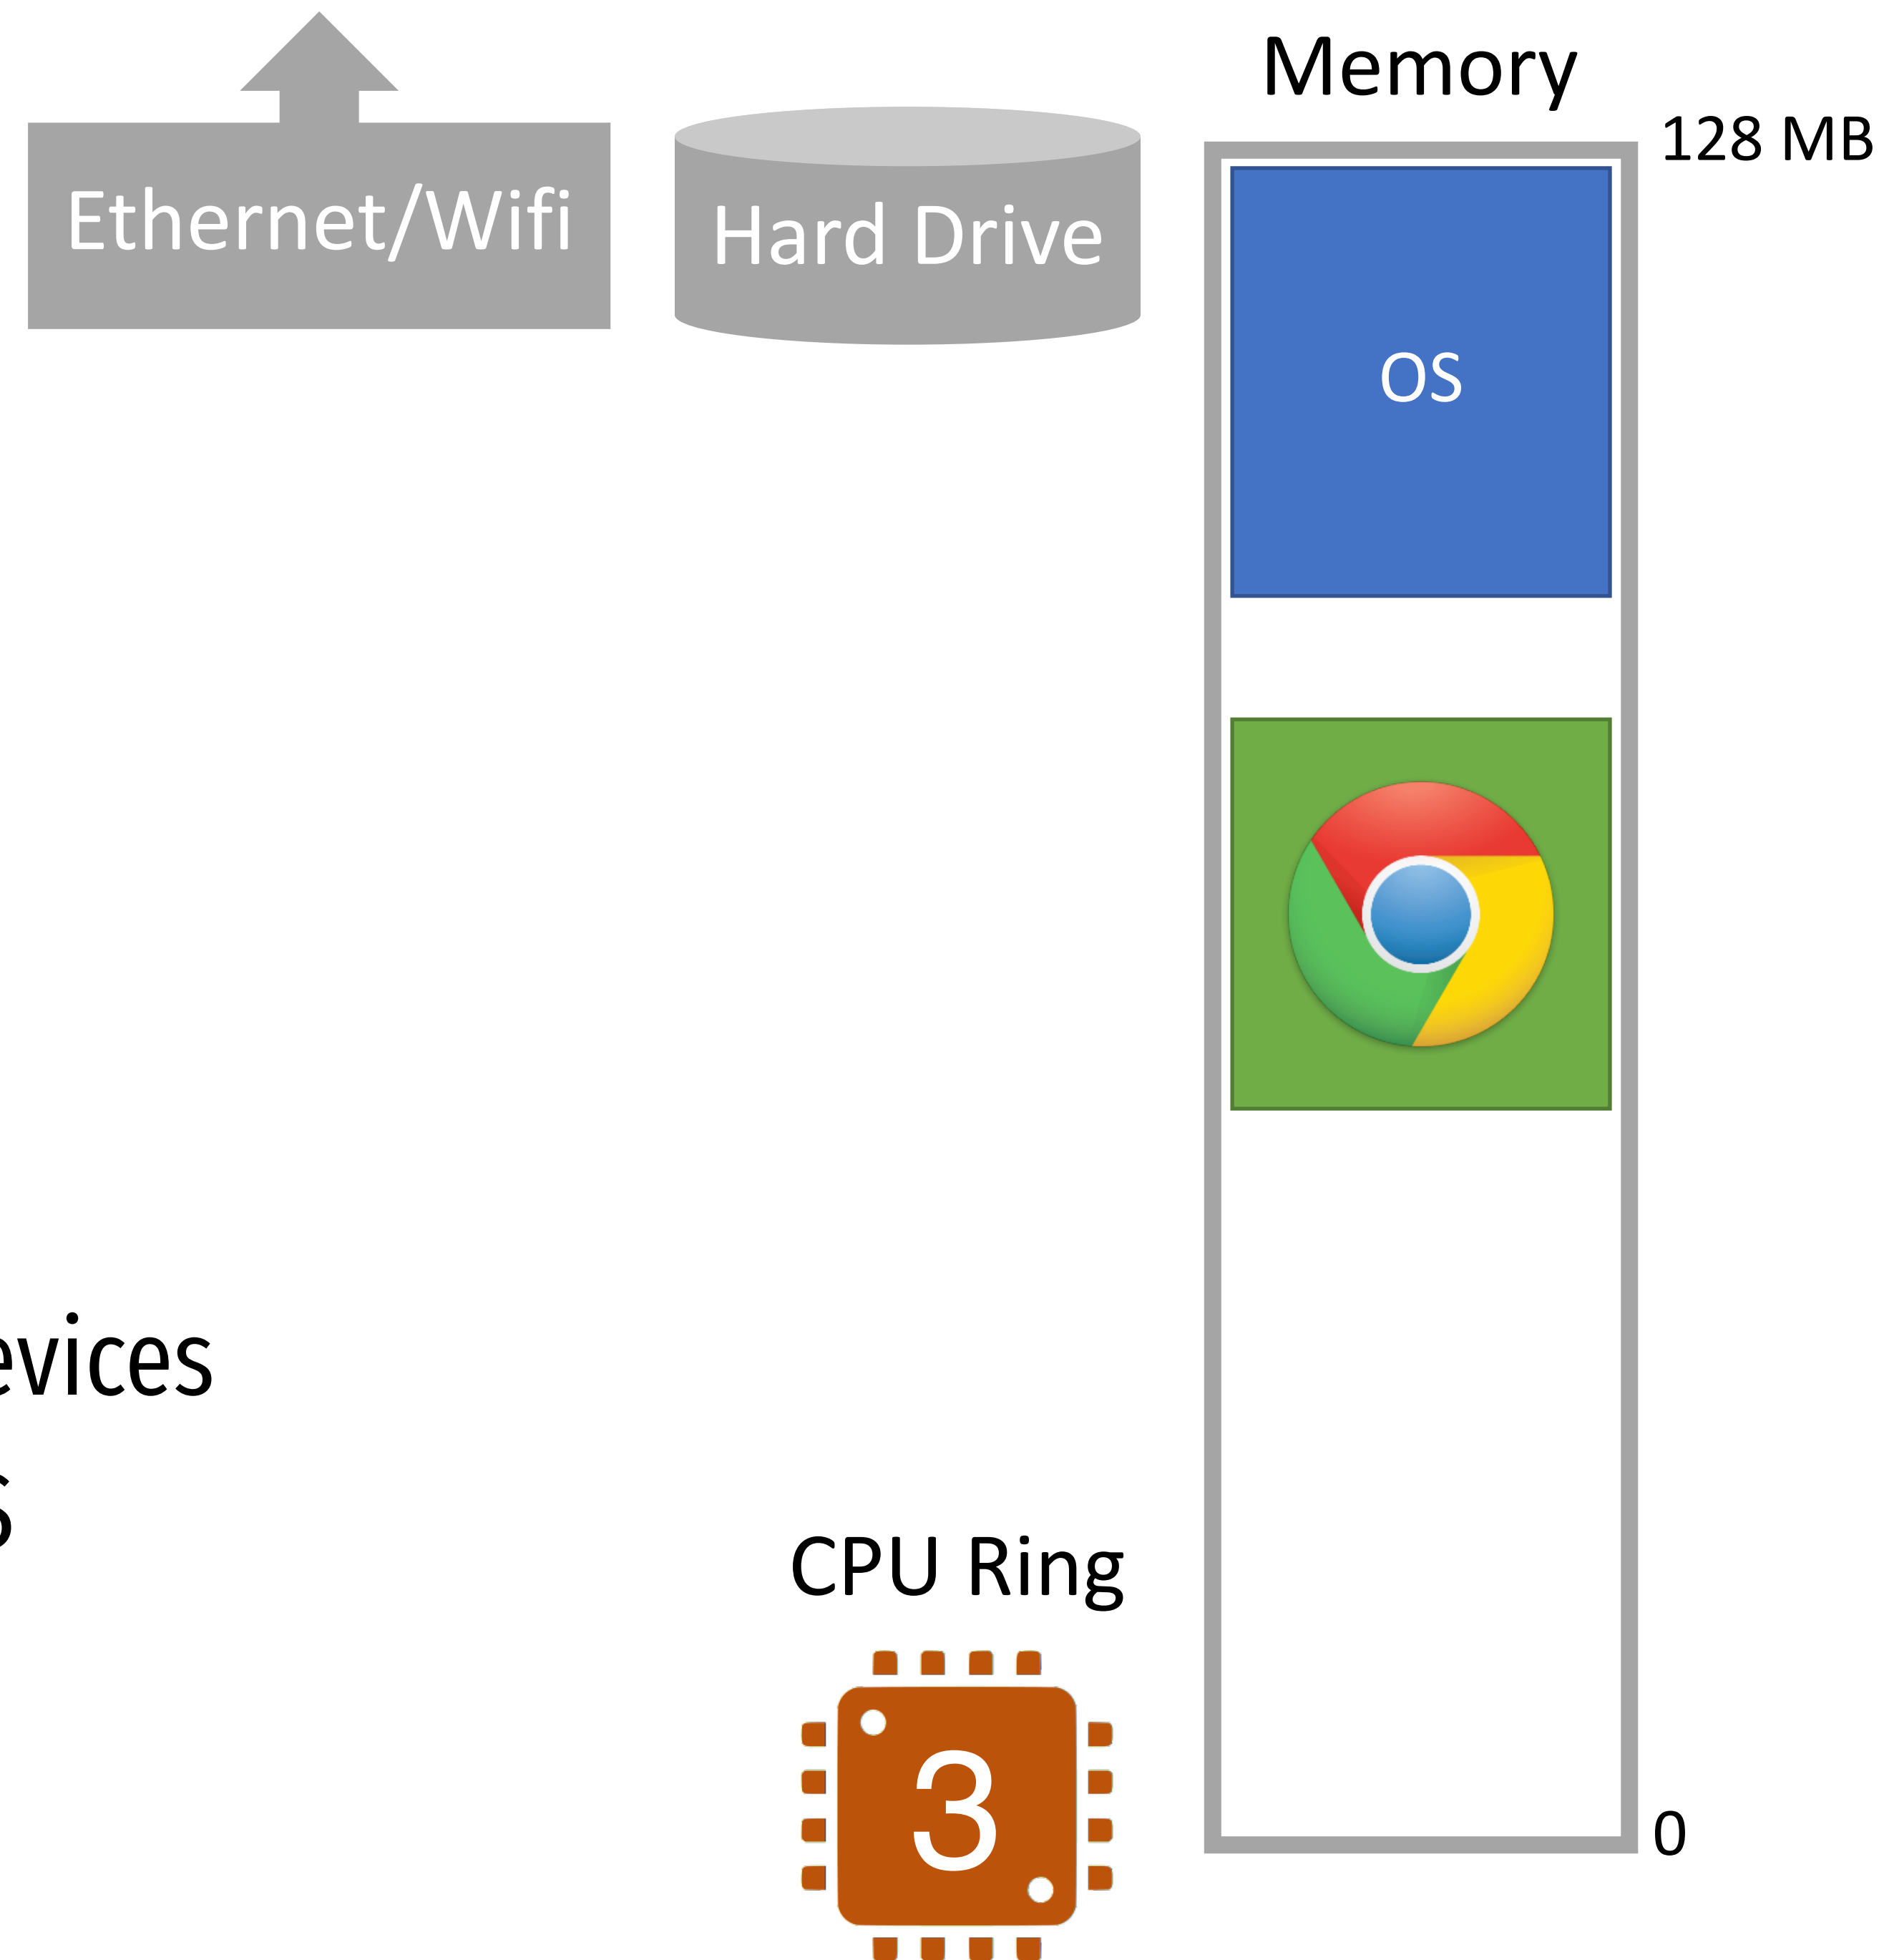 Memory
128 MB
Ethernet/Wifi
Hard Drive
OS
evices
S
CPU Ring
3
0